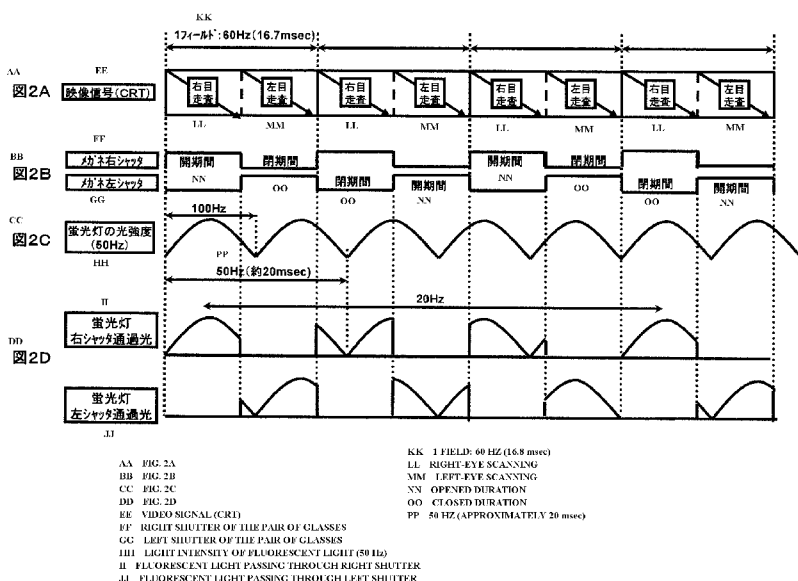 KK
1フィールド:60Hz(16.7msec)
AA
EE
図2A
映像信号(CRT)
右目
走査
左目
走査
右目
走査
左目
走査
右目
走査
左目
走査
右目
走査
左目
走査
LL
MM
LL
MM
LL
MM
LL
MM
FF
BB
図2B
メガネ右シャッタ
開期間
閉期間
開期間
閉期間
メガネ左シャッタ
NN
OO
閉期間
開期間
NN
OO
閉期間
開期間
GG
OO
NN
OO
NN
CC
100Hz
図2C
蛍光灯の光強度
(50Hz)
PP
HH
50Hz(約20msec)
II
20Hz
蛍光灯
右シャッタ通過光
DD
図2D
蛍光灯
左シャッタ通過光
JJ
KK 1 FIELD: 60 HZ (16.8 msec)
LL RIGHT-EYE SCANNING
MM LEFT-EYE SCANNING
NN OPENED DURATION
OO CLOSED DURATION
PP 50 HZ (APPROXIMATELY 20 msec)
AA FIG. 2A
BB FIG. 2B
CC FIG. 2C
DD FIG. 2D
EE VIDEO SIGNAL (CRT)
FF RIGHT SHUTTER OF THE PAIR OF GLASSES
GG LEFT SHUTTER OF THE PAIR OF GLASSES
HH LIGHT INTENSITY OF FLUORESCENT LIGHT (50 Hz)
II FLUORESCENT LIGHT PASSING THROUGH RIGHT SHUTTER
JJ FLUORESCENT LIGHT PASSING THROUGH LEFT SHUTTER